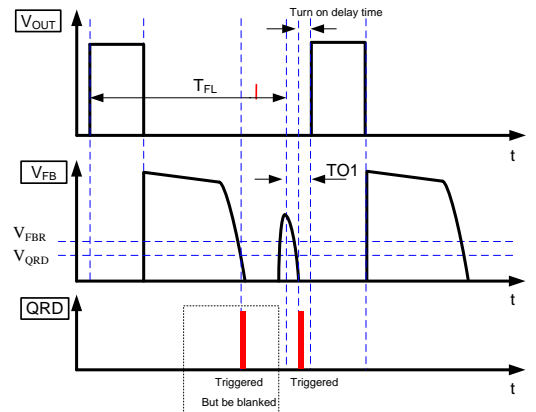 Turn on delay time
VOUT
TFL
t
VFB
TO1
VFBR
VQRD
t
QRD
t
Triggered
Triggered
But be blanked